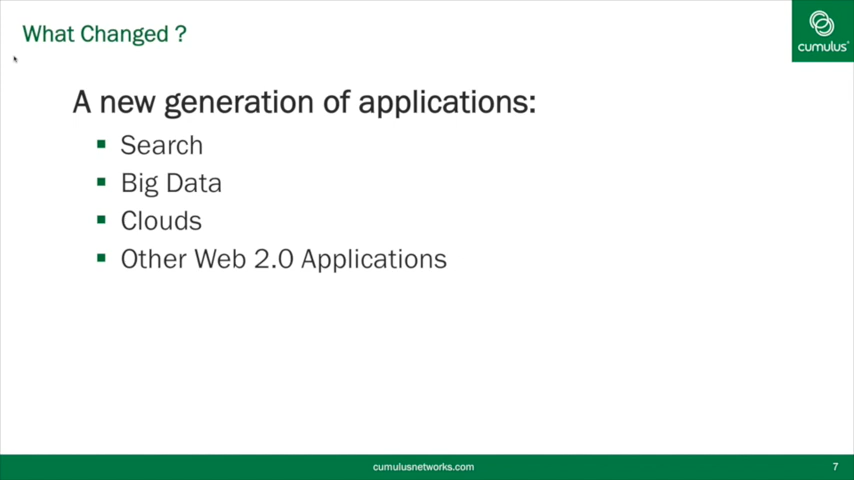 What Changed ?
cumulus
A new generation of applications:
Search
Big Data
Clouds
Other Web 2.0 Applications
cumulusnetworks.com
7